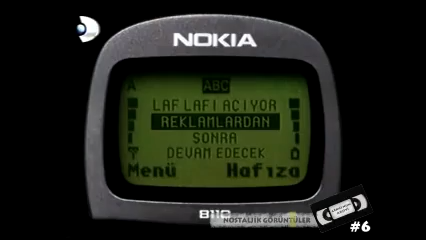 NOKIA
A ABC
LAF LAFI AÇIYOR
REKLAMLARDAN
SONRA
DEVAM EDECEK
Menü Hafıza
8110
NOSTALJİK GÖRÜNTÜLER
#6